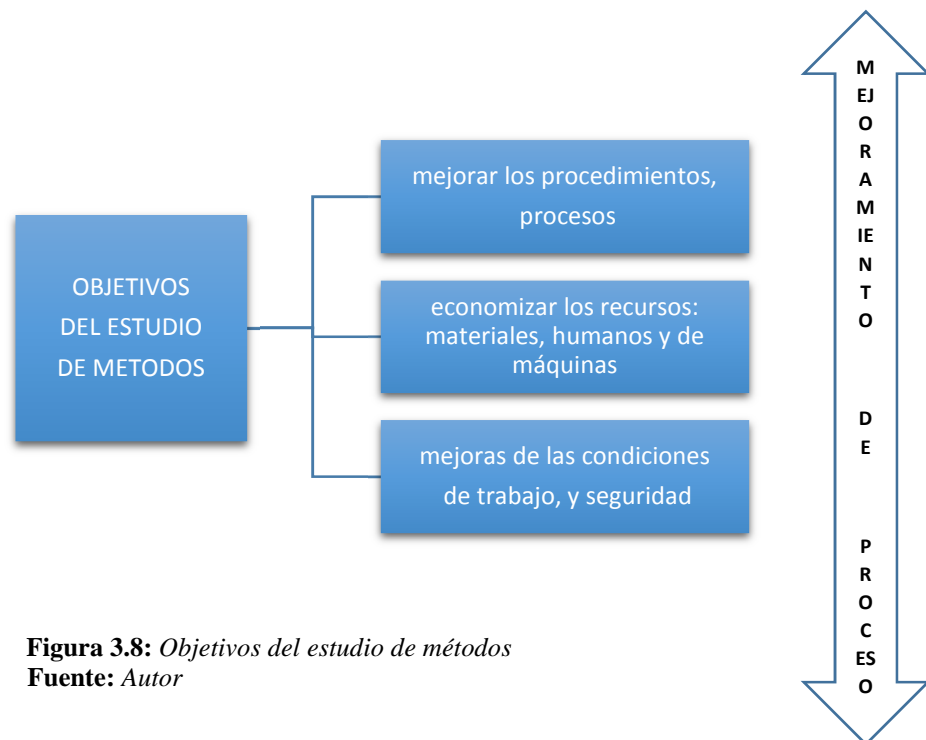 OBJETIVOS
DEL ESTUDIO
DE METODOS
mejorar los procedimientos,
procesos
economizar los recursos:
materiales, humanos y de
máquinas
mejoras de las condiciones
de trabajo, y seguridad
M
EJ
O
R
A
M
IE
N
T
O
D
E
P
R
O
C
ES
O
Figura 3.8: Objetivos del estudio de métodos
Fuente: Autor